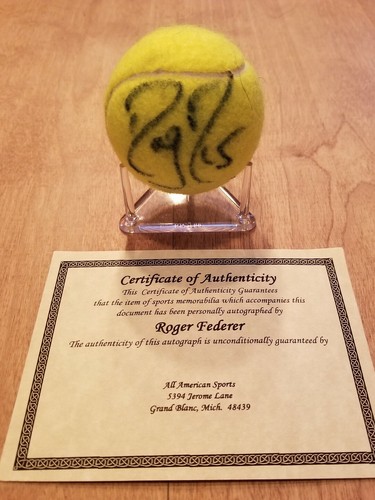 Certificate of Authenticity
This Certificate of Authenticity Guarantees
that the item of sports memorabilia which accompanies this
document has been personally autographed by
Roger Federer
The authenticity of this autograph is unconditionally guaranteed by
All American Sports
5394 Jerome Lane
Grand Blanc, Mich. 48439